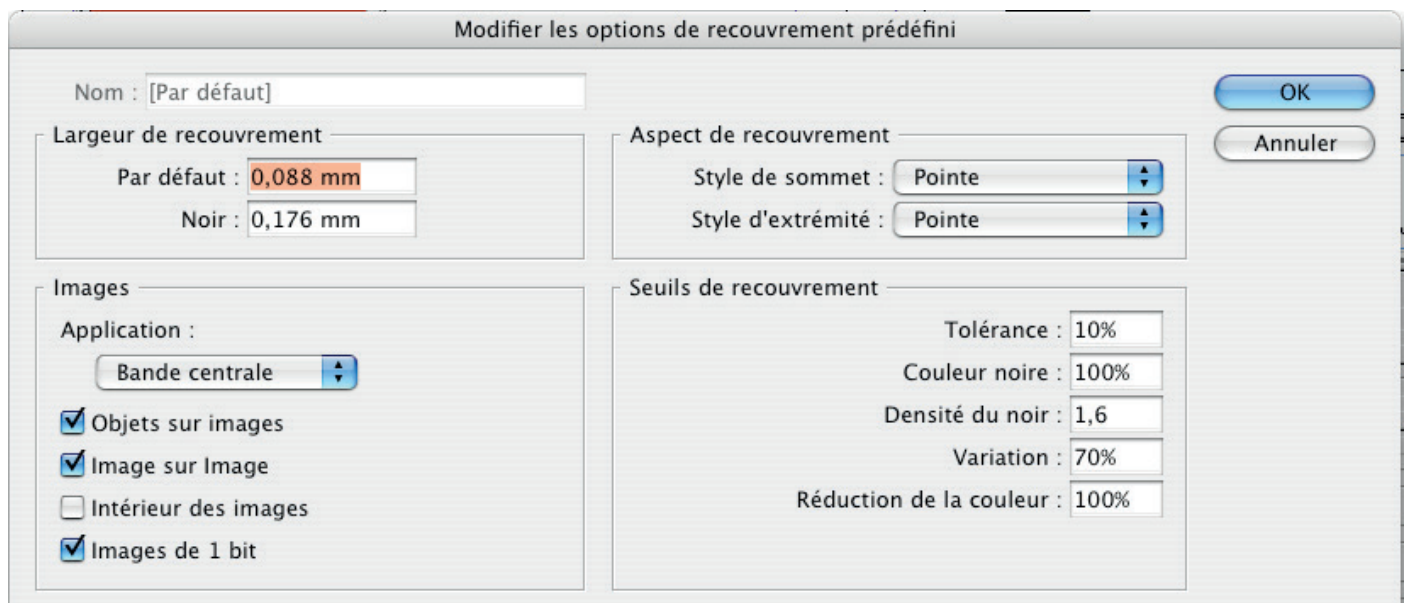 Modifier les options de recouvrement prédéfini
Nom : [Par défaut]
OK
Annuler
Largeur de recouvrement
Par défaut : 0,088 mm
Noir : 0,176 mm
Aspect de recouvrement
Style de sommet : Pointe
Style d'extrémité : Pointe
Images
Application :
Bande centrale
Objets sur images
Image sur Image
Intérieur des images
Images de 1 bit
Seuils de recouvrement
Tolérance : 10%
Couleur noire : 100%
Densité du noir : 1,6
Variation : 70%
Réduction de la couleur : 100%